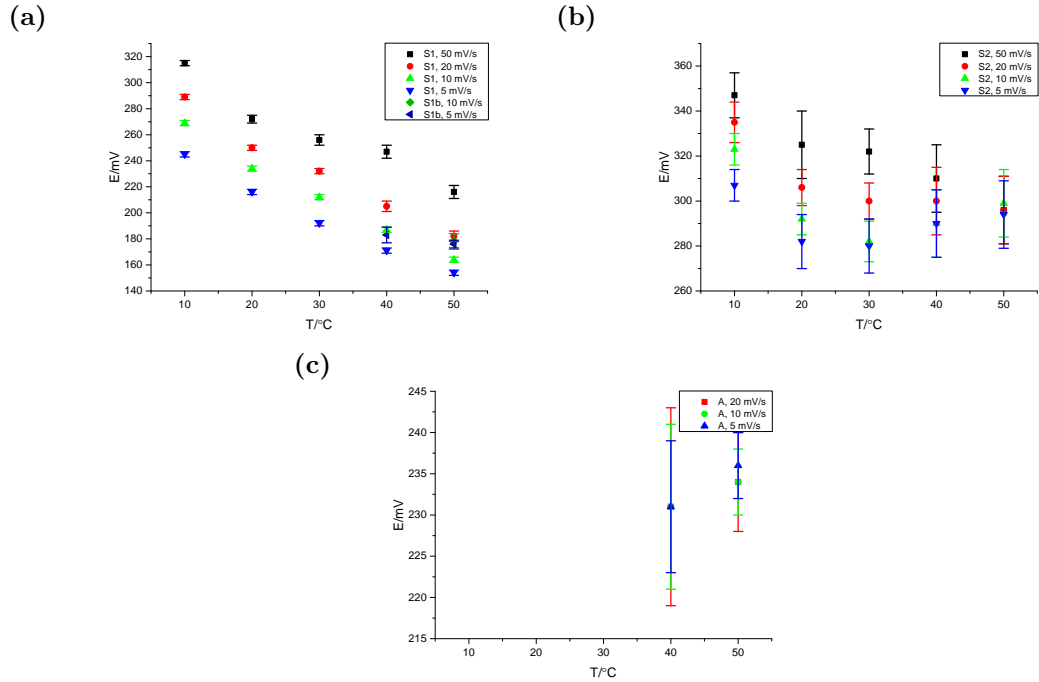 (a)
S1, 50 mV/s
S1, 20 mV/s
S1, 10 mV/s
S1, 5 mV/s
S1b, 10 mV/s
S1b, 5 mV/s
E/mV
320
300
280
260
240
220
200
180
160
140
10
20
30
40
50
T/°C
(b)
S2, 50 mV/s
S2, 20 mV/s
S2, 10 mV/s
S2, 5 mV/s
E/mV
360
340
320
300
280
260
10
20
30
40
50
T/°C
(c)
A, 20 mV/s
A, 10 mV/s
A, 5 mV/s
E/mV
245
240
235
230
225
220
215
10
20
30
40
50
T/°C